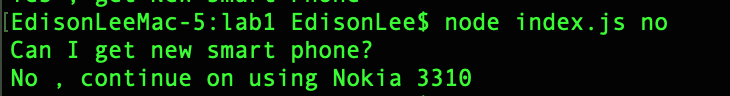 [EdisonLeeMac-5:lab1 EdisonLee$ node index.js no
Can I get new smart phone?
No , continue on using Nokia 3310